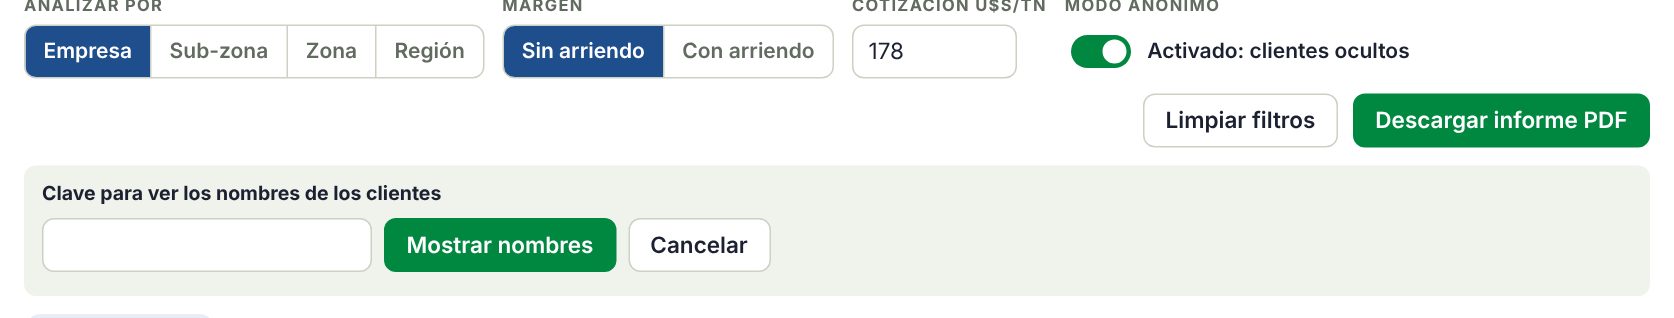 ANALIZAR POR
MARGEN
COTIZACIÓN U$S/TN
MODO ANÓNIMO
Empresa
Sub-zona
Zona
Región
Sin arriendo
Con arriendo
178
Activado: clientes ocultos
Limpiar filtros
Descargar informe PDF
Clave para ver los nombres de los clientes
Mostrar nombres
Cancelar